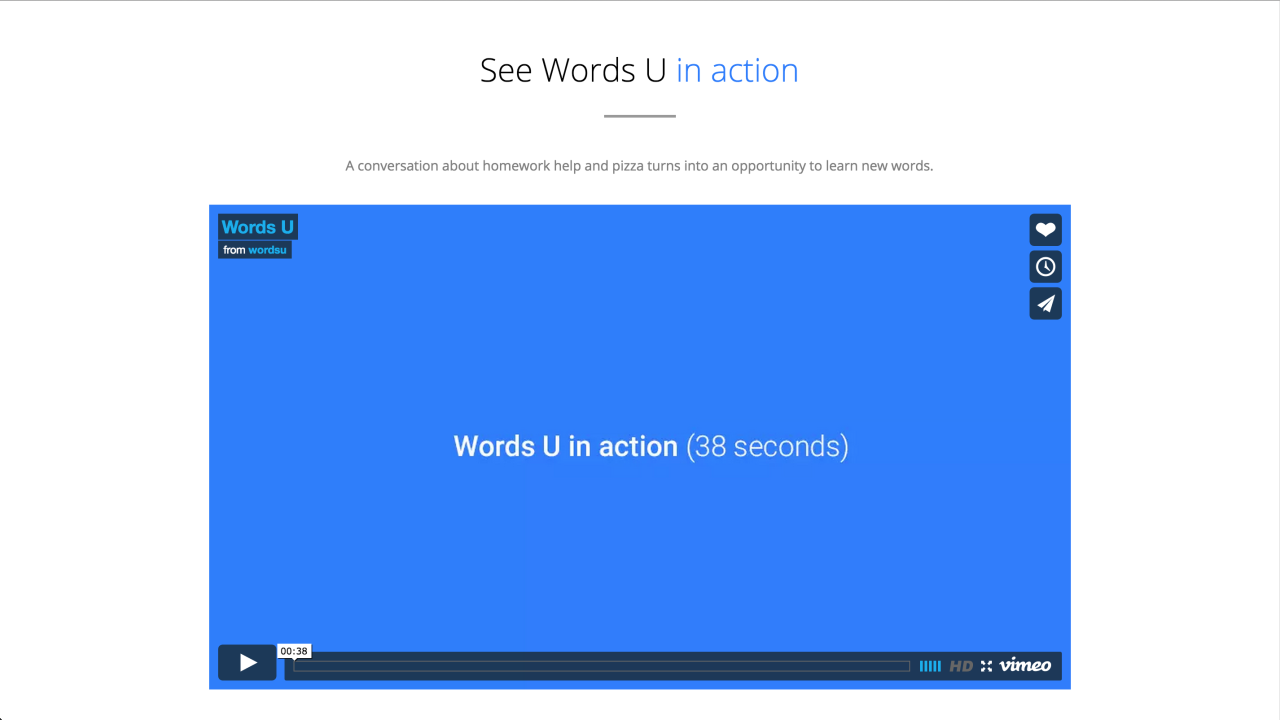 See Words U in action
A conversation about homework help and pizza turns into an opportunity to learn new words.
Words U
from wordsu
Words U in action (38 seconds)
00:38
HD vimeo